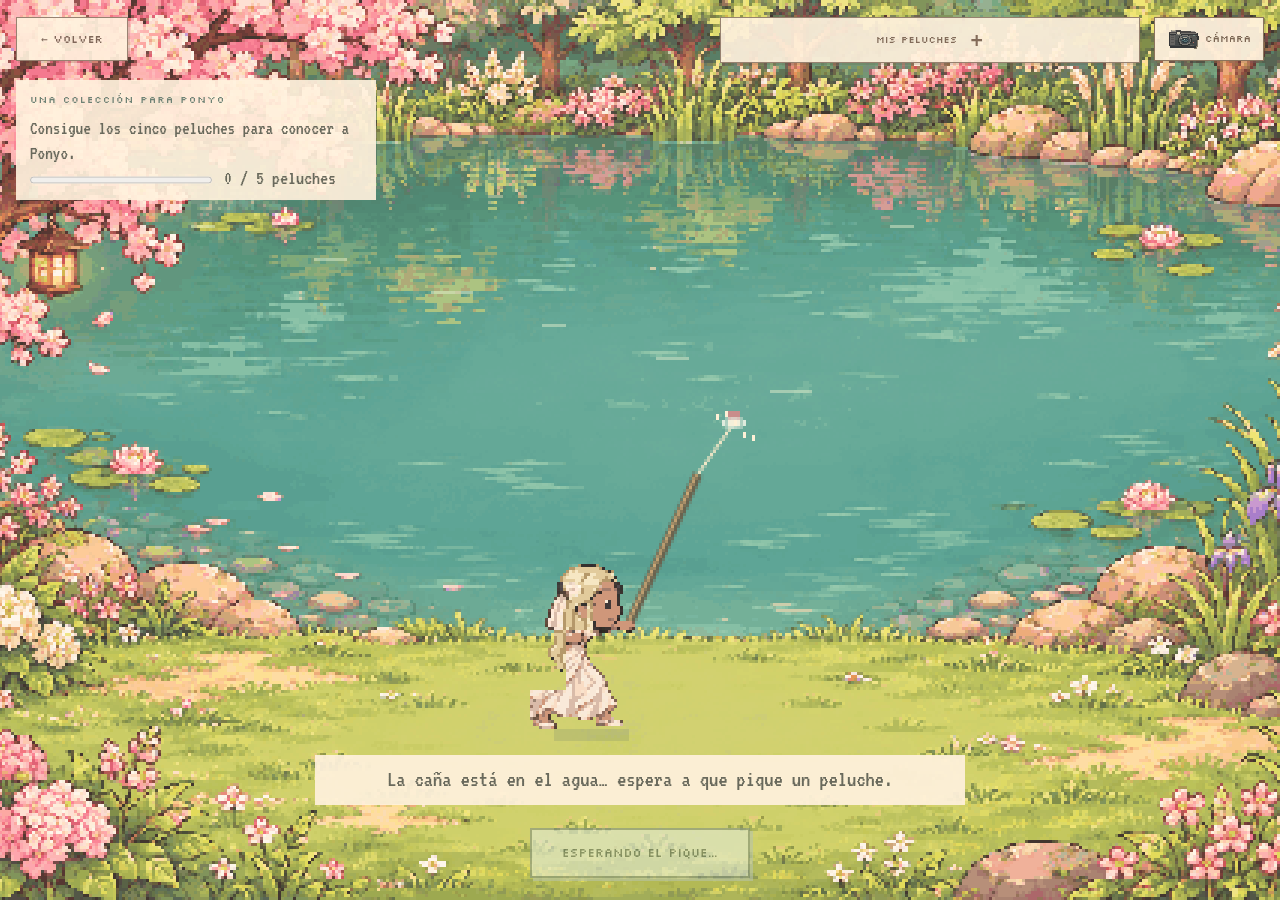 ← VOLVER
MIS PELUCHES +
CÁMARA
UNA COLECCIÓN PARA PONYO
Consigue los cinco peluches para conocer a
Ponyo.
0 / 5 peluches
La caña está en el agua… espera a que pique un peluche.
ESPERANDO EL PIQUE…